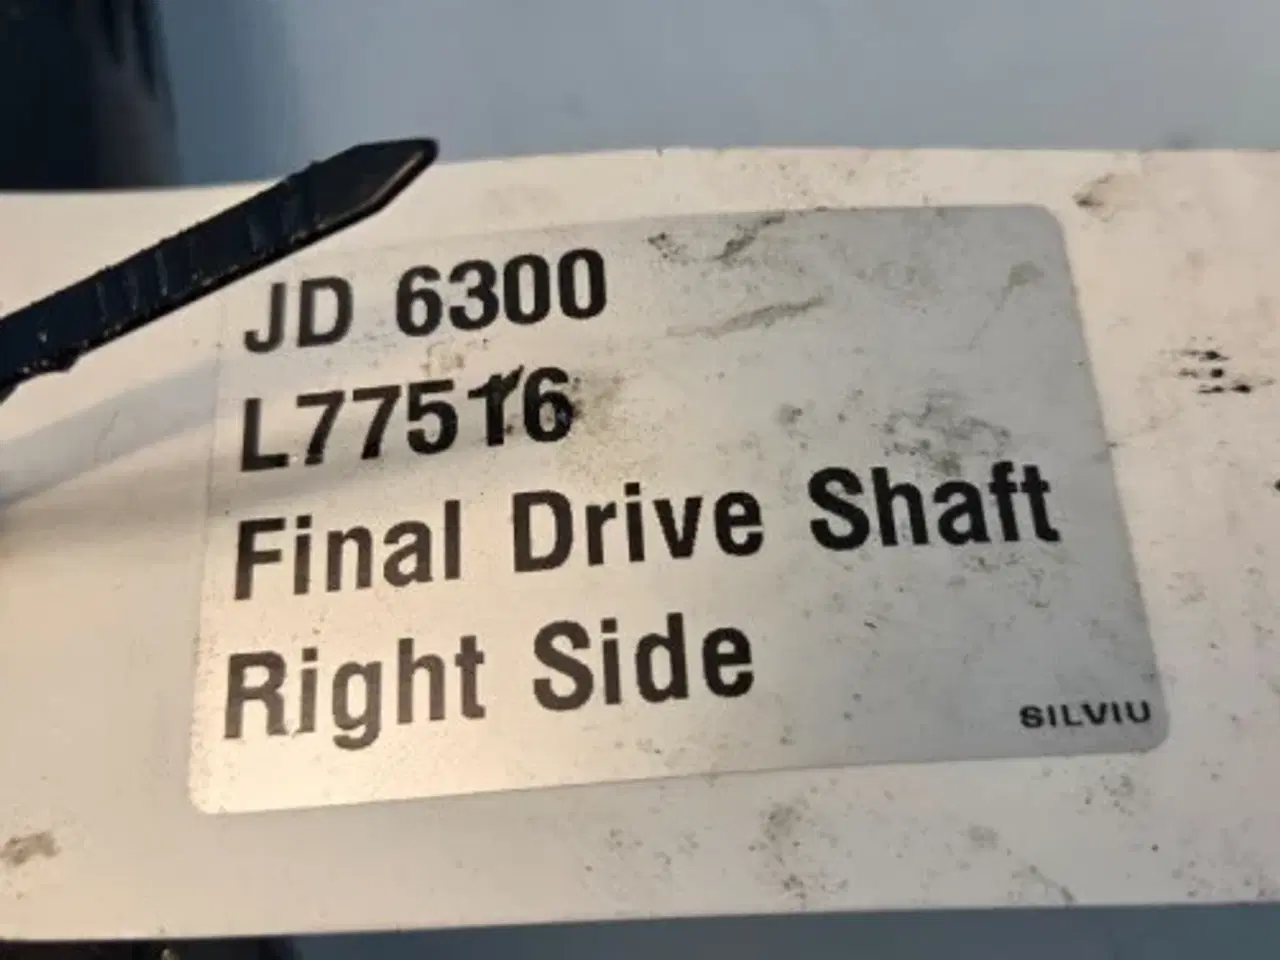 JD 6300
L77516
Final Drive Shaft
Right Side
SILVIU